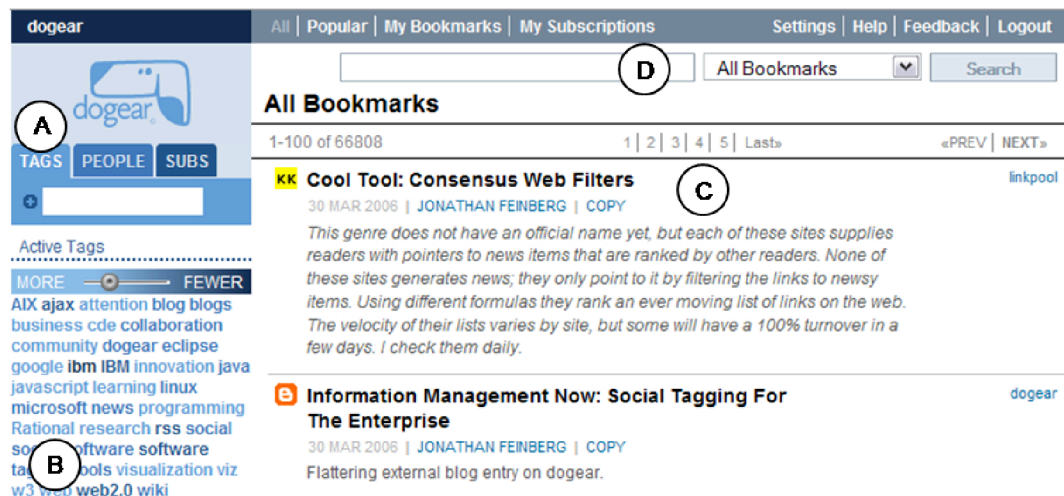 dogear
All | Popular | My Bookmarks | My Subscriptions
Settings | Help | Feedback | Logout
D
All Bookmarks
Search
dogear
A
TAGS
PEOPLE
SUBS
Active Tags
MORE
FEWER
AIX ajax attention blog blogs
business cde collaboration
community dogear eclipse
google ibm IBM innovation java
javascript learning linux
microsoft news programming
Rational research rss social
software software
visualization viz
w3 web web2.0 wiki
B
All Bookmarks
1-100 of 66808
1 | 2 | 3 | 4 | 5 | Last»
«PREV | NEXT»
KK Cool Tool: Consensus Web Filters
linkpool
C
30 MAR 2006 | JONATHAN FEINBERG | COPY
This genre does not have an official name yet, but each of these sites supplies
readers with pointers to news items that are ranked by other readers. None of
these sites generates news; they only point to it by filtering the links to newsy
items. Using different formulas they rank an ever moving list of links on the web.
The velocity of their lists varies by site, but some will have a 100% turnover in a
few days. I check them daily.
Information Management Now: Social Tagging For
The Enterprise
dogear
30 MAR 2006 | JONATHAN FEINBERG | COPY
Flattering external blog entry on dogear.